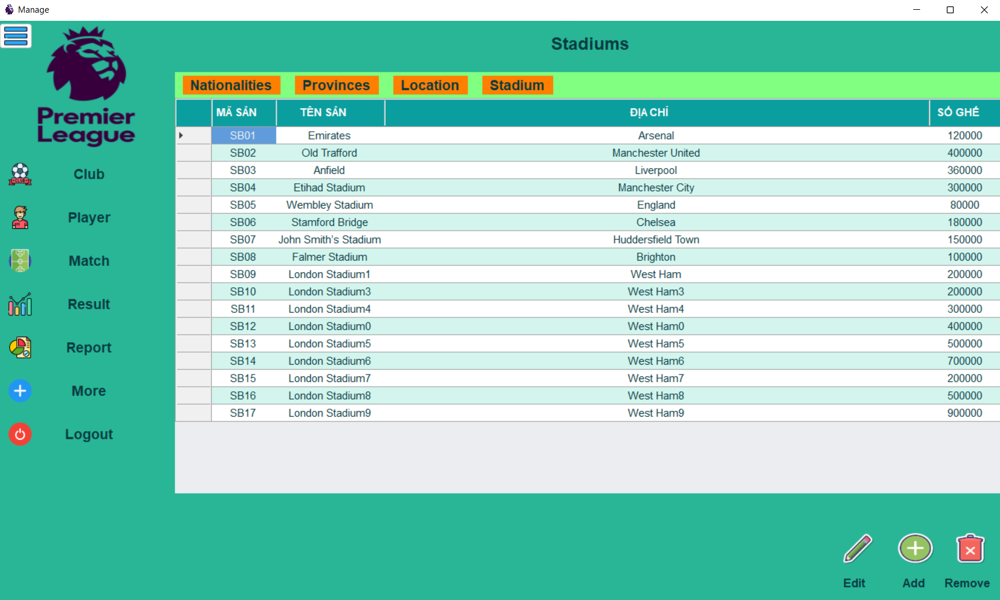 Manage
Stadiums
Premier
League
Nationalities Provinces Location Stadium
MÃ SÂN TÊN SÂN ĐỊA CHỈ SỐ GHẾ
SB01 Emirates Arsenal 120000
SB02 Old Trafford Manchester United 400000
SB03 Anfield Liverpool 360000
SB04 Etihad Stadium Manchester City 300000
SB05 Wembley Stadium England 80000
SB06 Stamford Bridge Chelsea 180000
SB07 John Smith's Stadium Huddersfield Town 150000
SB08 Falmer Stadium Brighton 100000
SB09 London Stadium1 West Ham 200000
SB10 London Stadium3 West Ham3 200000
SB11 London Stadium4 West Ham4 300000
SB12 London Stadium0 West Ham0 400000
SB13 London Stadium5 West Ham5 500000
SB14 London Stadium6 West Ham6 700000
SB15 London Stadium7 West Ham7 200000
SB16 London Stadium8 West Ham8 500000
SB17 London Stadium9 West Ham9 900000
CLUB
Club
Player
Match
Result
Report
More
Logout
Edit Add Remove